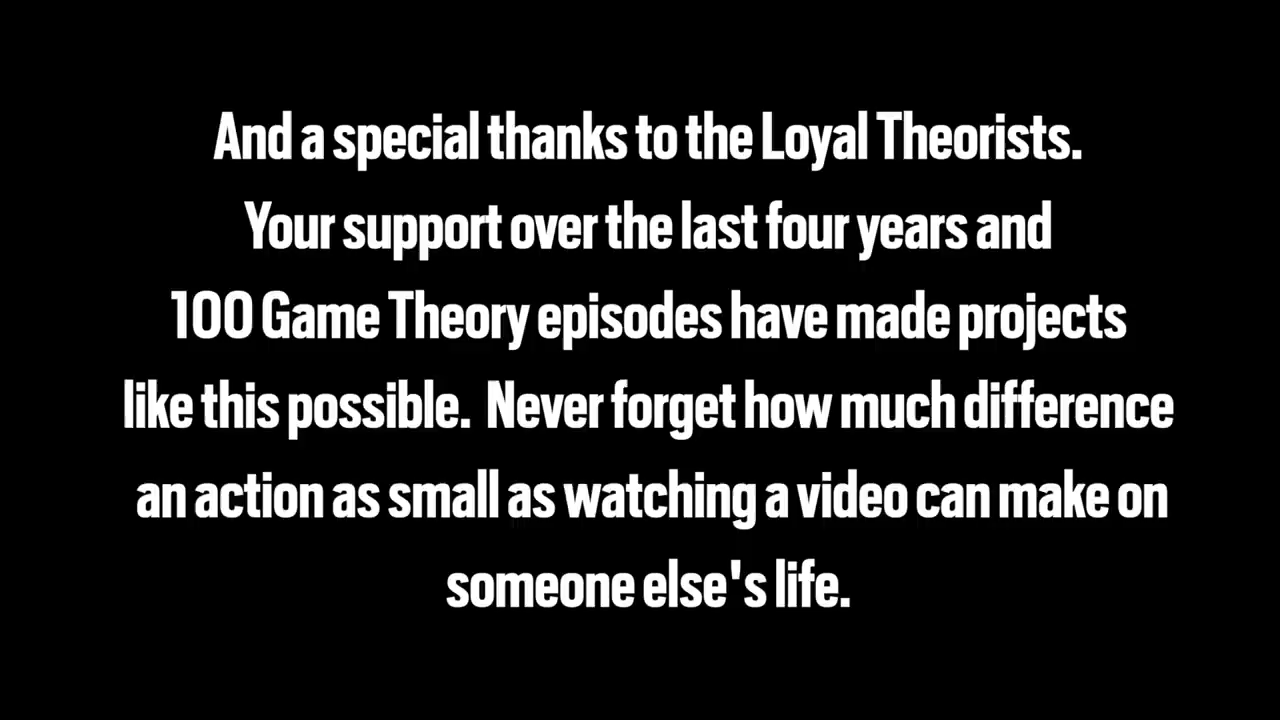 And a special thanks to the Loyal Theorists.
Your support over the last four years and
100 Game Theory episodes have made projects
like this possible.  Never forget how much difference
an action as small as watching a video can make on
someone else's life.